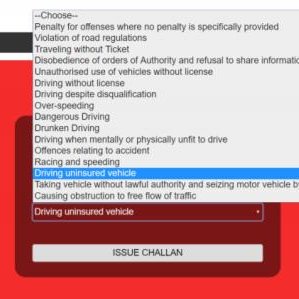 --Choose--
Penalty for offenses where no penalty is specifically provided
Violation of road regulations
Traveling without Ticket
Disobedience of orders of Authority and refusal to share
Unauthorised use of vehicles without license
Driving without license
Driving despite disqualification
Over-speeding
Dangerous Driving
Drunken Driving
Driving when mentally or physically unfit to drive
Offences relating to accident
Racing and speeding
Driving uninsured vehicle
Taking vehicle without lawful authority and seizing motor vehicle
Causing obstruction to free flow of traffic
Driving uninsured vehicle
ISSUE CHALLAN